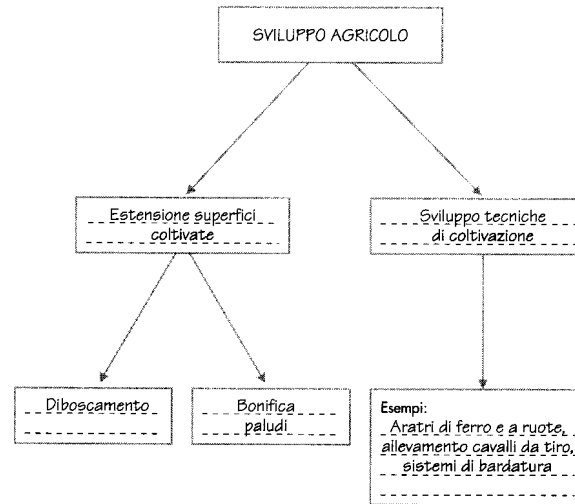 SVILUPPO AGRICOLO
Estensione superfici
coltivate
Sviluppo tecniche
di coltivazione
Diboscamento
Bonifica
paludi
Esempi:
Aratri di ferro e a ruote,
allevamento cavalli da tiro,
sistemi di bardatura